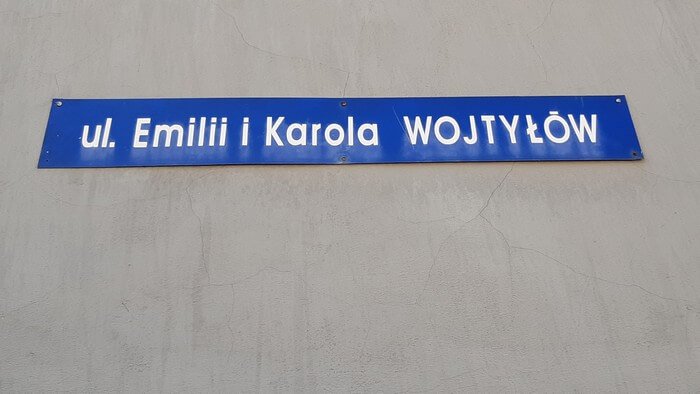 ul. Emilii i Karola WOJTYŁÓW